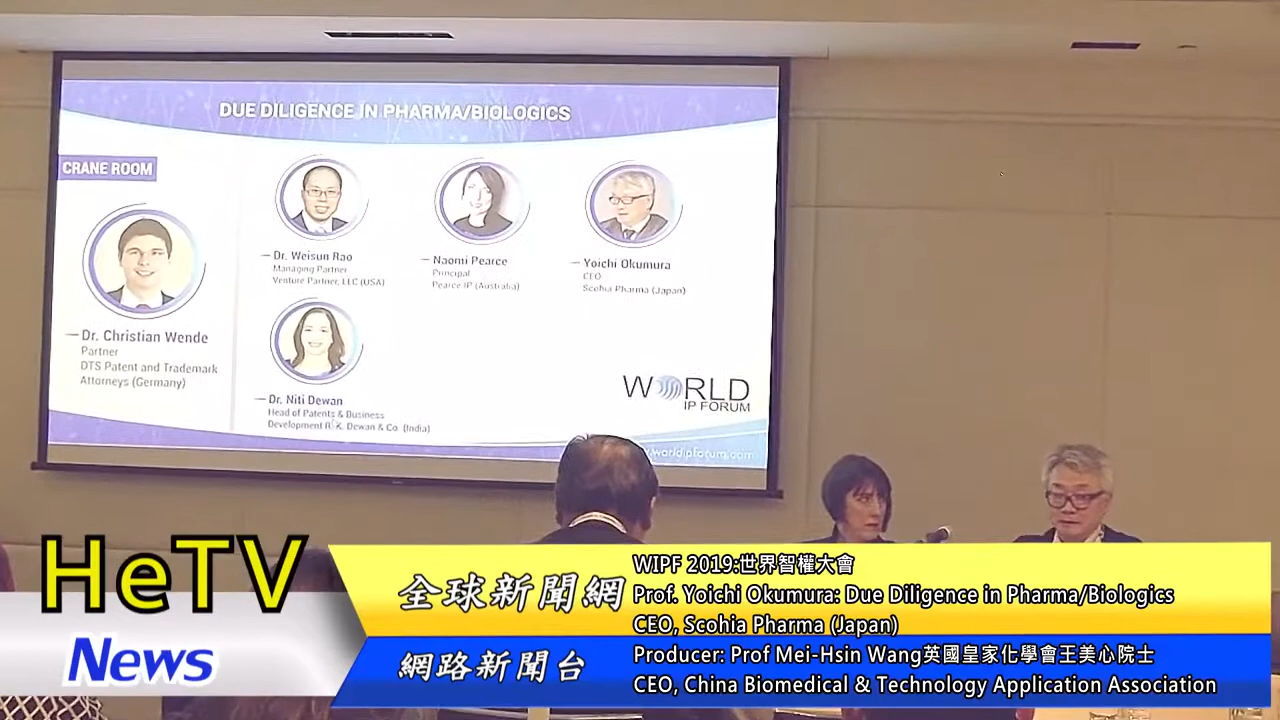 DUE DILIGENCE IN PHARMA/BIOLOGICS
CRANE ROOM
Dr. Christian Wende
Partner
DTS Patent and Trademark
Attorneys (Germany)
Dr. Weisun Rao
Managing Partner
Venture Partner, LLC (USA)
Naomi Pearce
Principal
Pearce IP (Australia)
Yoichi Okumura
CEO
Scohia Pharma (Japan)
Dr. Niti Dewan
Head of Patents & Business
Development R.K. Dewan & Co. (India)
WORLD
IP FORUM
.worldipforum.com
HeTV
News
全球新聞網
網路新聞台
WIPF 2019:世界智權大會
Prof. Yoichi Okumura: Due Diligence in Pharma/Biologics
CEO, Scohia Pharma (Japan)
Producer: Prof Mei-Hsin Wang英國皇家化學會王美心院士
CEO, China Biomedical & Technology Application Association